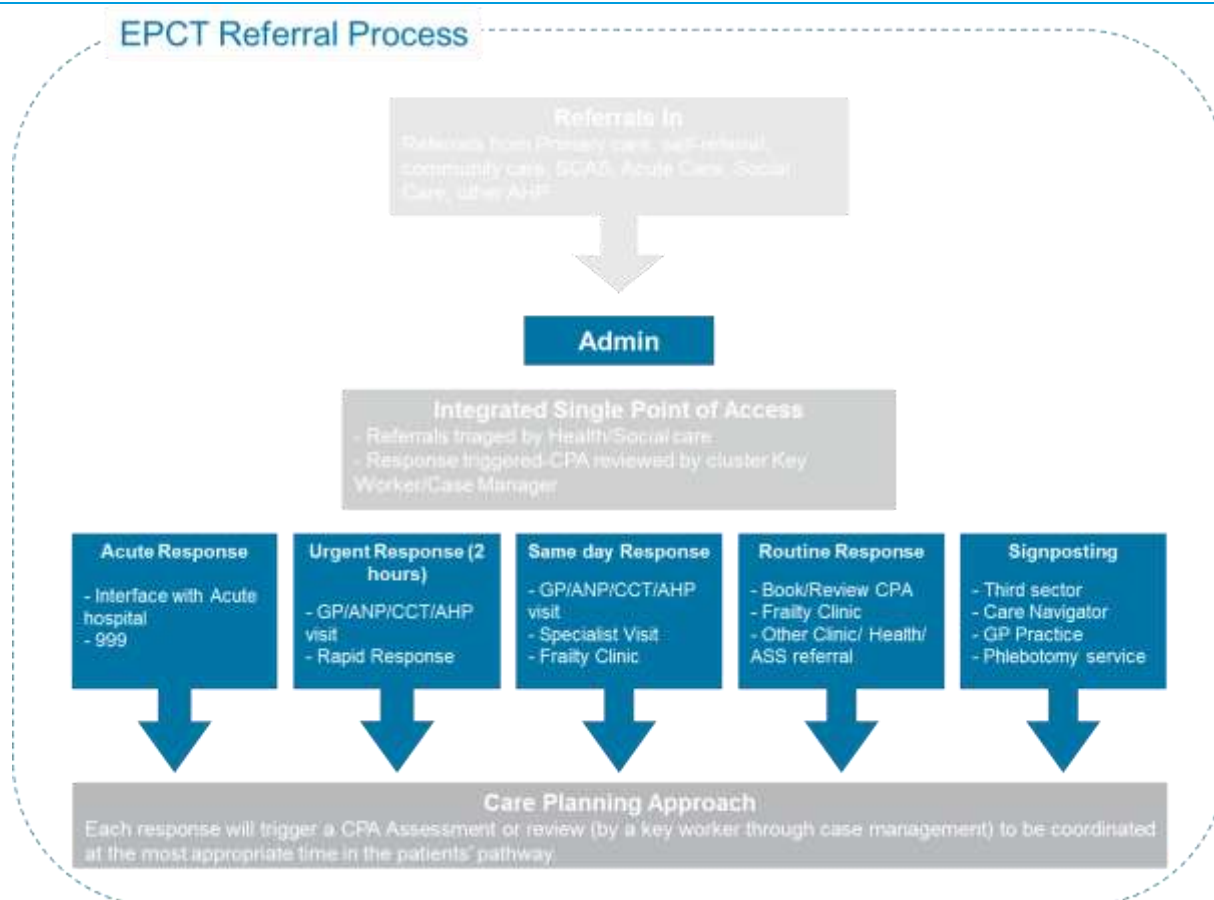 EPCT Referral Process
Referrals In
Referrals from Primary care, self-referral,
community care, SCAS, Acute Care, Social
Care, other AHP
Admin
Integrated Single Point of Access
- Referrals triaged by Health/Social care
- Response triggered-CPA reviewed by cluster Key
Worker/Case Manager
Acute Response
- Interface with Acute
hospital
- 999
Urgent Response (2
hours)
- GP/ANP/CCT/AHP
visit
- Rapid Response
Same day Response
- GP/ANP/CCT/AHP
visit
- Specialist Visit
- Frailty Clinic
Routine Response
- Book/Review CPA
- Frailty Clinic
- Other Clinic/ Health/
ASS referral
Signposting
- Third sector
- Care Navigator
- GP Practice
- Phlebotomy service
Care Planning Approach
Each response will trigger a CPA Assessment or review (by a key worker through case management) to be coordinated
at the most appropriate time in the patients' pathway.